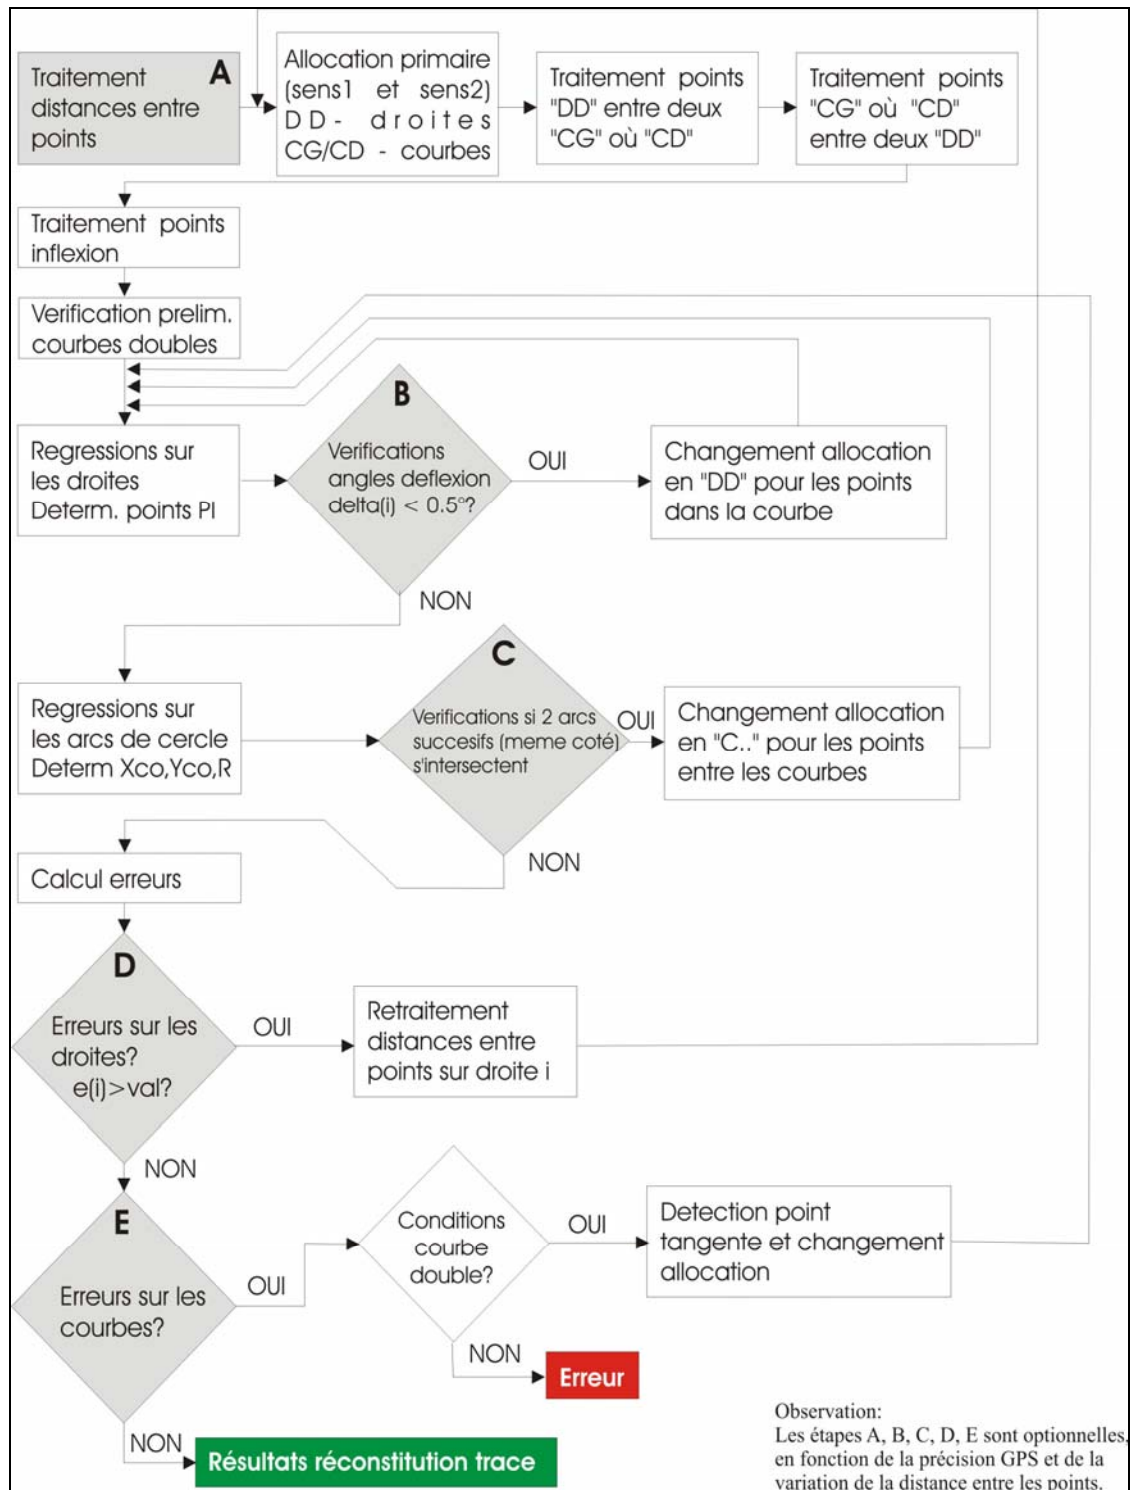 A
Traitement
distances entre
points
Allocation primaire
(sens1 et sens2)
DD- droites
CG/CD - courbes
Traitement points
"DD" entre deux
"CG" où "CD"
Traitement points
"CG" où "CD"
entre deux "DD"
Traitement points
inflexion
Verification prelim.
courbes doubles
Regressions sur
les droites
Determ. points PI
B
Verifications
angles deflexion
delta(i) < 0.5°?
OUI
Changement allocation
en "DD" pour les points
dans la courbe
NON
Regressions sur
les arcs de cercle
Determ Xco,Yco,R
C
Verifications si 2 arcs
succesifs (meme coté)
s'intersectent
OUI
Changement allocation
en "C.." pour les points
entre les courbes
NON
Calcul erreurs
D
Erreurs sur les
droites?
e(i)>val?
OUI
Retraitement
distances entre
points sur droite i
NON
E
Erreurs sur les
courbes?
OUI
Conditions
courbe
double?
OUI
Detection point
tangente et changement
allocation
NON
Erreur
NON
Résultats réconstitution trace
Observation:
Les étapes A, B, C, D, E sont optionnelles,
en fonction de la précision GPS et de la
variation de la distance entre les points.